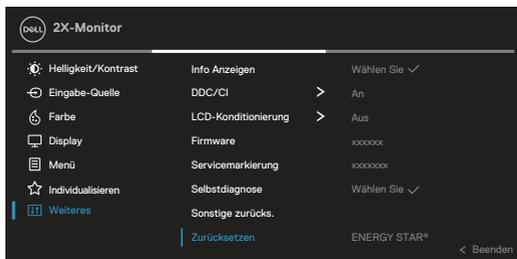 DELL 2X-Monitor
Helligkeit/Kontrast Info Anzeigen Wählen Sie ✓
Eingabe-Quelle DDC/CI > An
Farbe LCD-Konditionierung > Aus
Display Firmware xxxxxx
Menü Servicemarkierung xxxxxxx
Individualisieren Selbstdiagnose Wählen Sie ✓
Weiteres Sonstige zurücks.
Zurücksetzen ENERGY STAR®
< Beenden